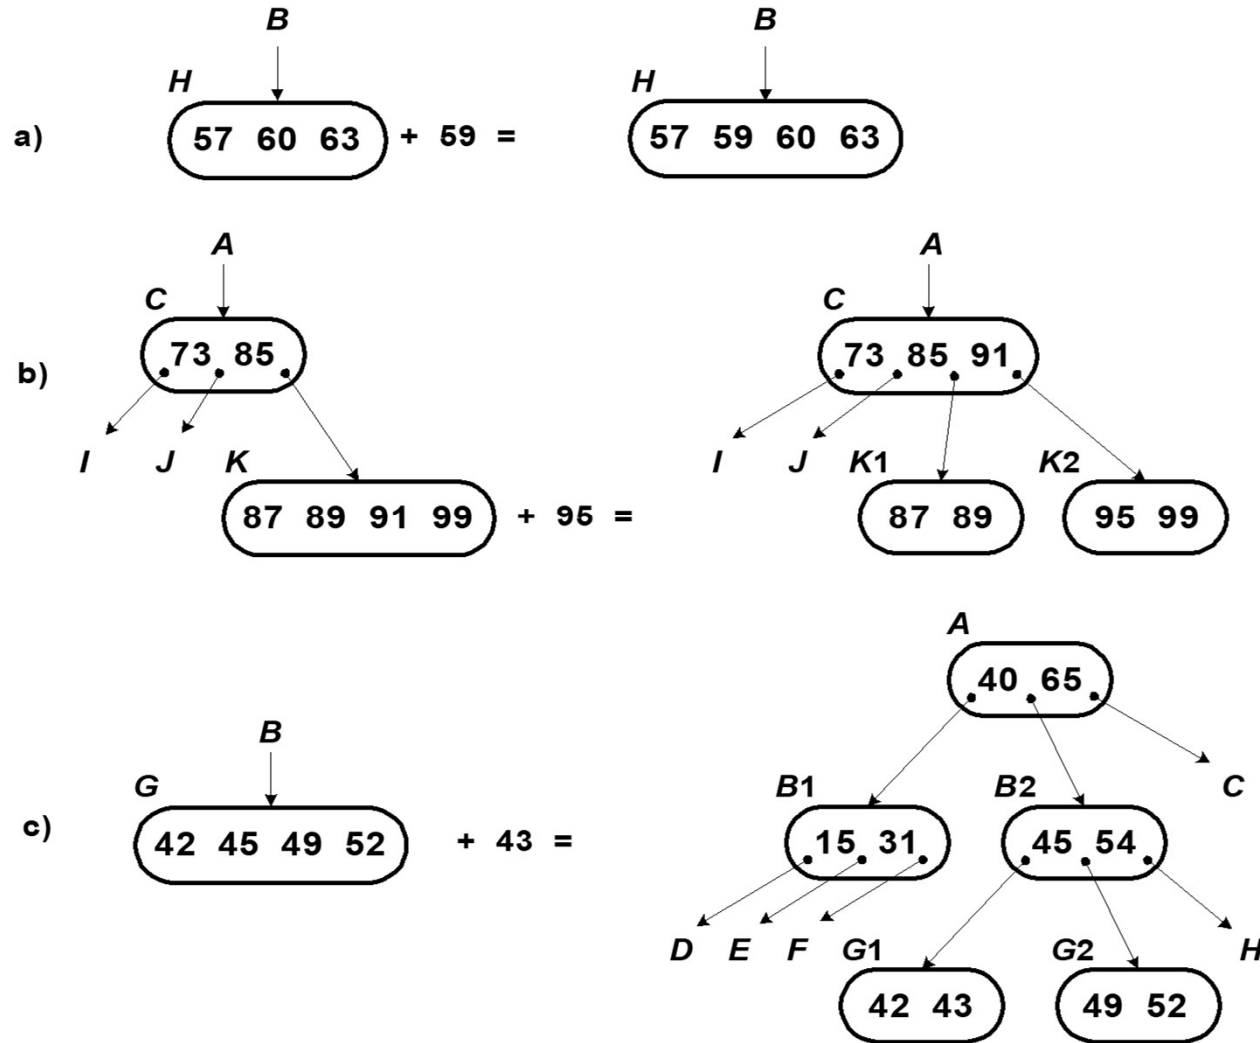 B B
H H
a) 57 60 63 + 59 = 57 59 60 63
A A
C C
b) 73 85 73 85 91
I J K I J K1 K2
87 89 91 99 + 95 = 87 89 95 99
A
40 65
B
G B1 B2 C
c) 42 45 49 52 + 43 = 15 31 45 54
D E F G1 G2 H
42 43 49 52